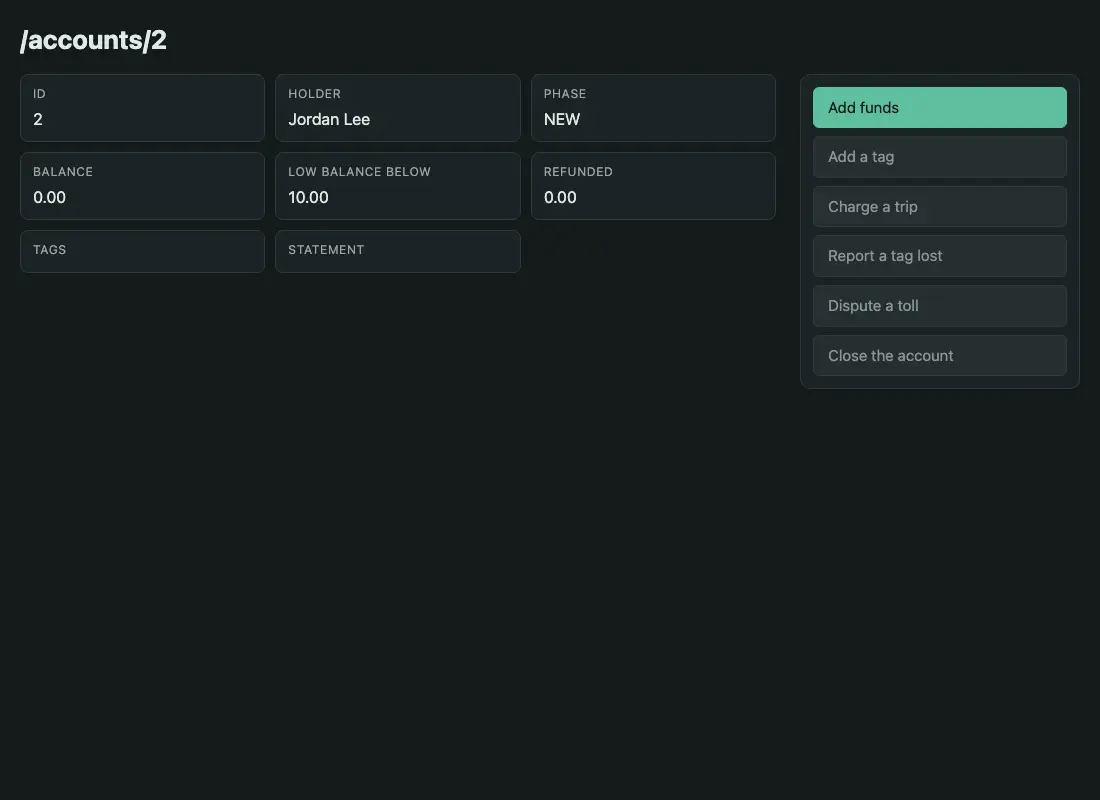 /accounts/2
ID
2
HOLDER
Jordan Lee
PHASE
NEW
BALANCE
0.00
LOW BALANCE BELOW
10.00
REFUNDED
0.00
TAGS
STATEMENT
Add funds
Add a tag
Charge a trip
Report a tag lost
Dispute a toll
Close the account